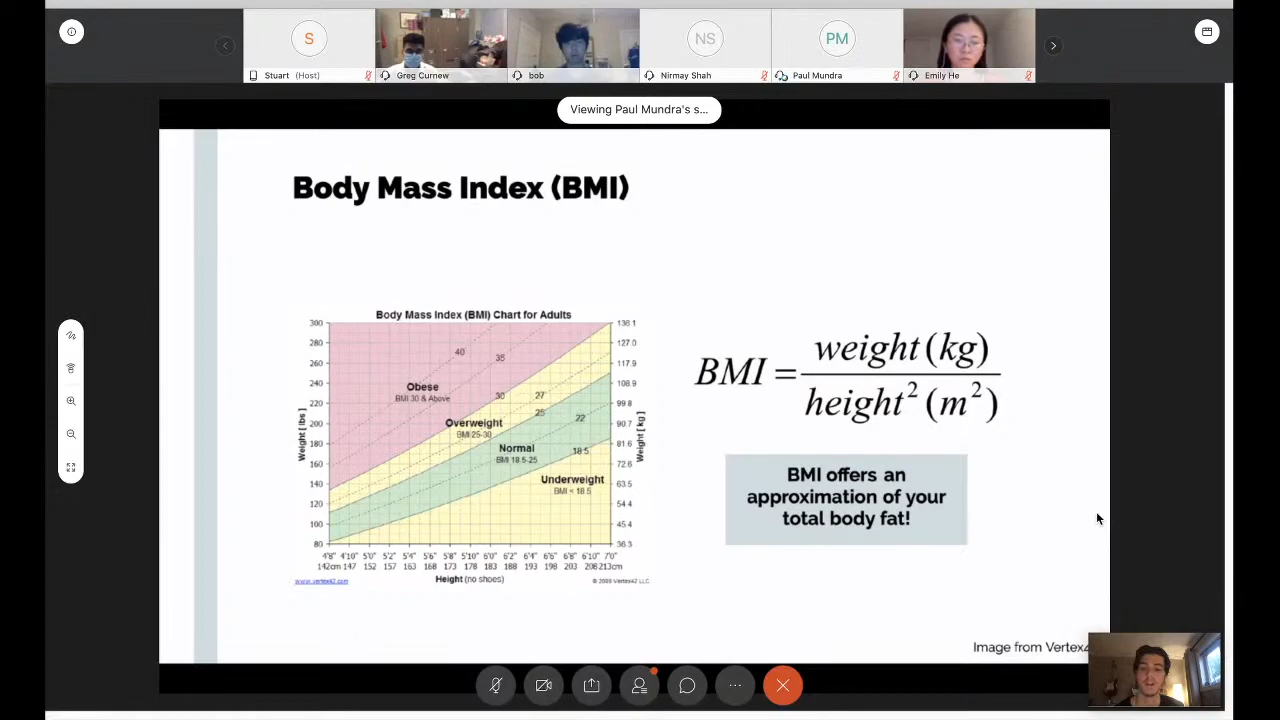 S
NS
PM
Stuart (Host)
Greg Curnew
bob
Nirmay Shah
Paul Mundra
Emily He
Viewing Paul Mundra's s...
Body Mass Index (BMI)
Body Mass Index (BMI) Chart for Adults
300
280
260
240
220
200
180
160
140
120
100
80
Weight [ lbs ]
136.1
127.0
117.9
108.9
99.8
90.7
81.6
72.6
63.5
54.4
45.4
36.3
Weight [ kg ]
40
35
30
27
25
22
18.5
Obese
BMI 30 & Above
Overweight
BMI 25-30
Normal
BMI 18.5-25
Underweight
BMI < 18.5
4'8" 4'10" 5'0" 5'2" 5'4" 5'6" 5'8" 5'10" 6'0" 6'2" 6'4" 6'6" 6'8" 6'10" 7'0"
142cm 147 152 157 163 168 173 178 183 188 193 198 203 208 213cm
Height (no shoes)
www.vertex42.com
© 2009 Vertex42 LLC
BMI = weight (kg)
height² (m²)
BMI offers an
approximation of your
total body fat!
Image from Vertex4